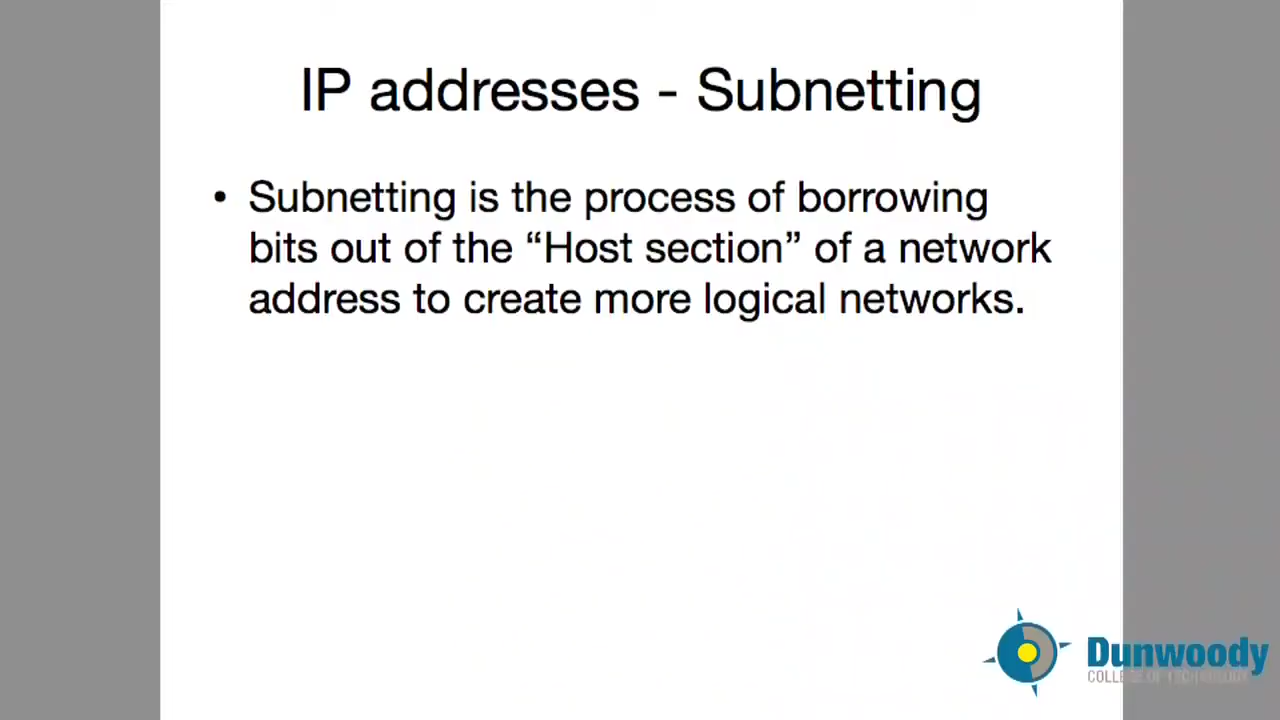 IP addresses - Subnetting
• Subnetting is the process of borrowing
bits out of the “Host section” of a network
address to create more logical networks.
Dunwoody
COLLEGE OF TECHNOLOGY